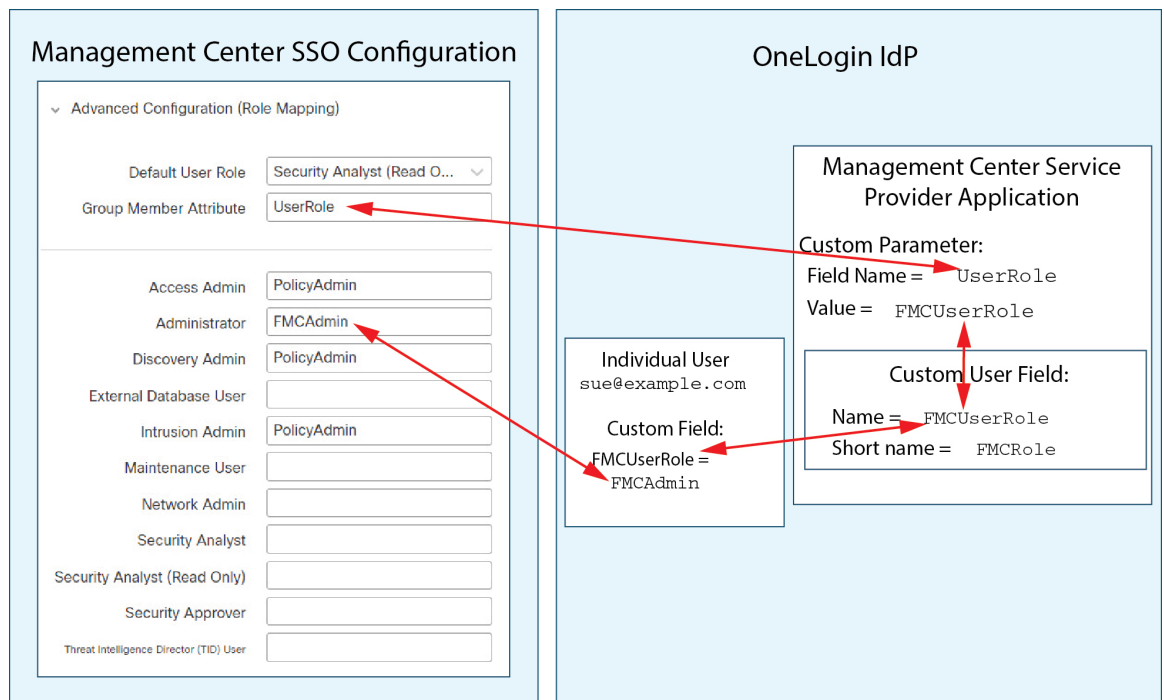 Management Center SSO Configuration
Advanced Configuration (Role Mapping)
Default User Role Security Analyst (Read O...
Group Member Attribute UserRole
Access Admin PolicyAdmin
Administrator FMCAdmin
Discovery Admin PolicyAdmin
External Database User
Intrusion Admin PolicyAdmin
Maintenance User
Network Admin
Security Analyst
Security Analyst (Read Only)
Security Approver
Threat Intelligence Director (TID) User
OneLogin IdP
Individual User
sue@example.com
Custom Field:
FMCUserRole =
FMCAdmin
Management Center Service
Provider Application
Custom Parameter:
Field Name = UserRole
Value = FMCUserRole
Custom User Field:
Name = FMCUserRole
Short name = FMCRole